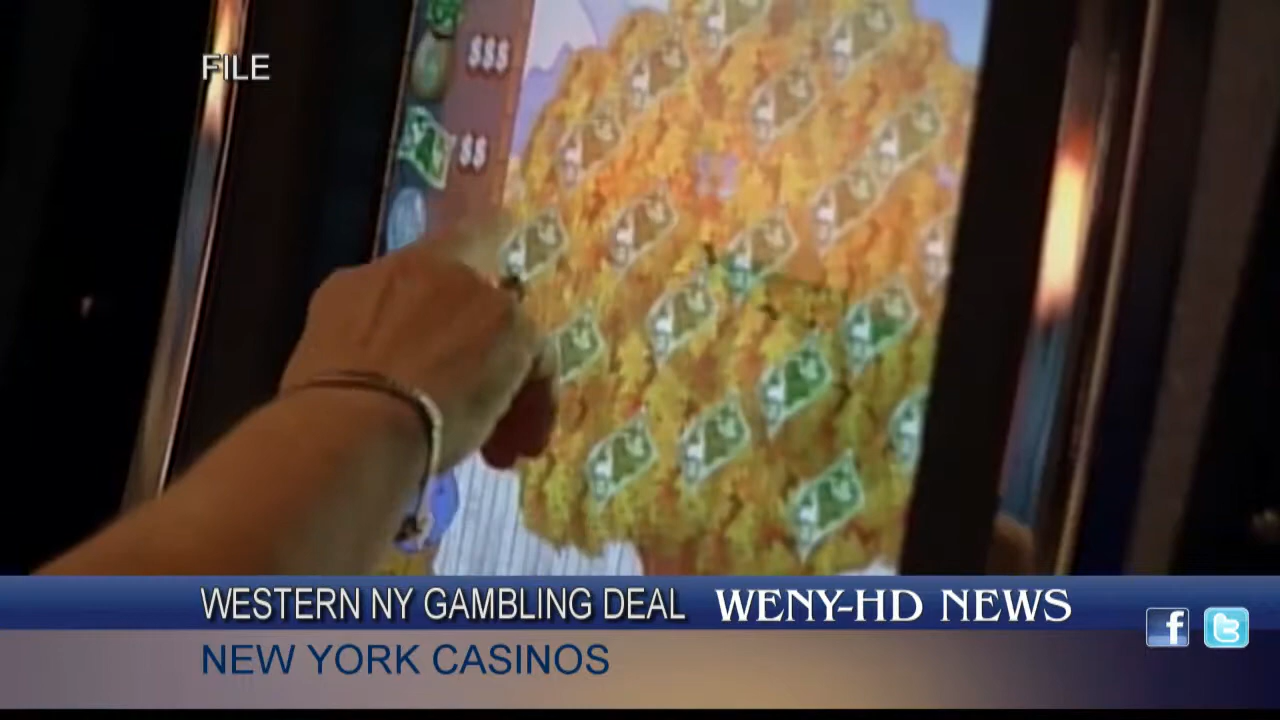 FILE
$$$
$$
WESTERN NY GAMBLING DEAL WENY-HD NEWS
NEW YORK CASINOS
f t